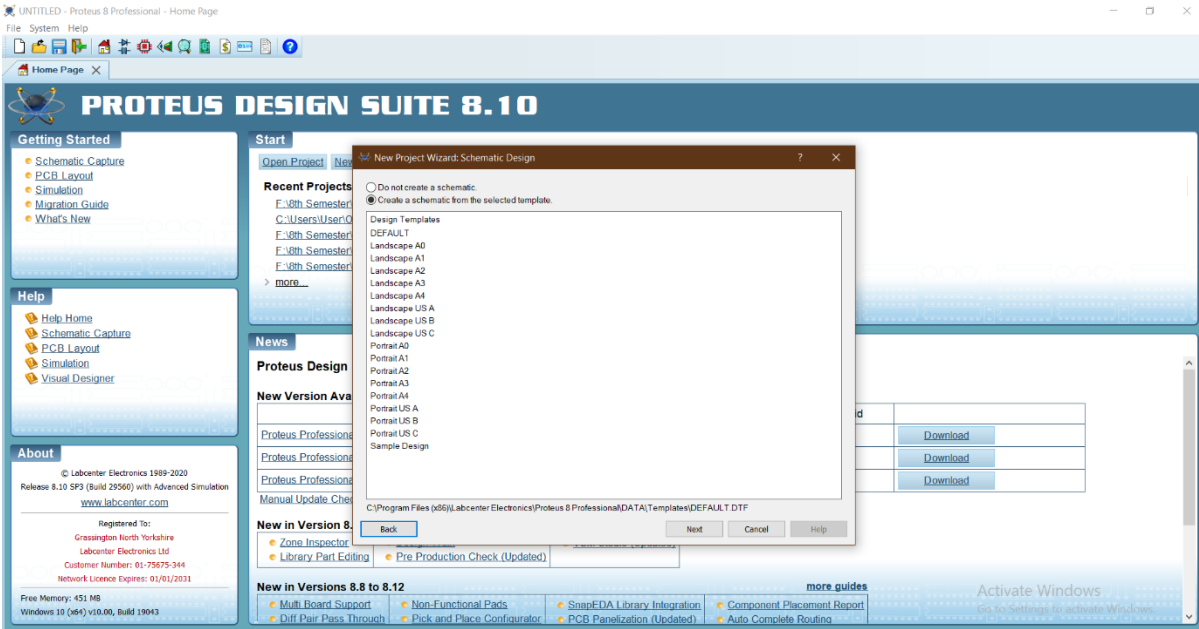 UNTITLED - Proteus 8 Professional - Home Page
File System Help
Home Page
PROTEUS DESIGN SUITE 8.10
Getting Started
Schematic Capture
PCB Layout
Simulation
Migration Guide
What's New
Help
Help Home
Schematic Capture
PCB Layout
Simulation
Visual Designer
About
© Labcenter Electronics 1989-2020
Release 8.10 SP3 (Build 29560) with Advanced Simulation
www.labcenter.com
Registered To:
Grassington North Yorkshire
Labcenter Electronics Ltd
Customer Number: 01-75675-344
Network Licence Expires: 01/01/2031
Free Memory: 451 MB
Windows 10 (x64) v10.00, Build 19043
Start
Open Project New
Recent Projects
F:\8th Semester\
C:\Users\User\O
F:\8th Semester\
F:\8th Semester\
F:\8th Semester\
more...
New Project Wizard: Schematic Design
Do not create a schematic.
Create a schematic from the selected template.
Design Templates
DEFAULT
Landscape A0
Landscape A1
Landscape A2
Landscape A3
Landscape A4
Landscape US A
Landscape US B
Landscape US C
Portrait A0
Portrait A1
Portrait A2
Portrait A3
Portrait A4
Portrait US A
Portrait US B
Portrait US C
Sample Design
C:\Program Files (x86)\Labcenter Electronics\Proteus 8 Professional\DATA\Templates\DEFAULT.DTF
Back Next Cancel Help
News
Proteus Design
New Version Ava
id
Proteus Professiona Download
Proteus Professiona Download
Proteus Professiona Download
Manual Update Chec
New in Version 8.
Zone Inspector
Library Part Editing Pre Production Check (Updated)
New in Versions 8.8 to 8.12 more guides
Multi Board Support Non-Functional Pads SnapEDA Library Integration Component Placement Report
Diff Pair Pass Through Pick and Place Configurator PCB Panelization (Updated) Auto Complete Routing
Activate Windows
Go to Settings to activate Windows.